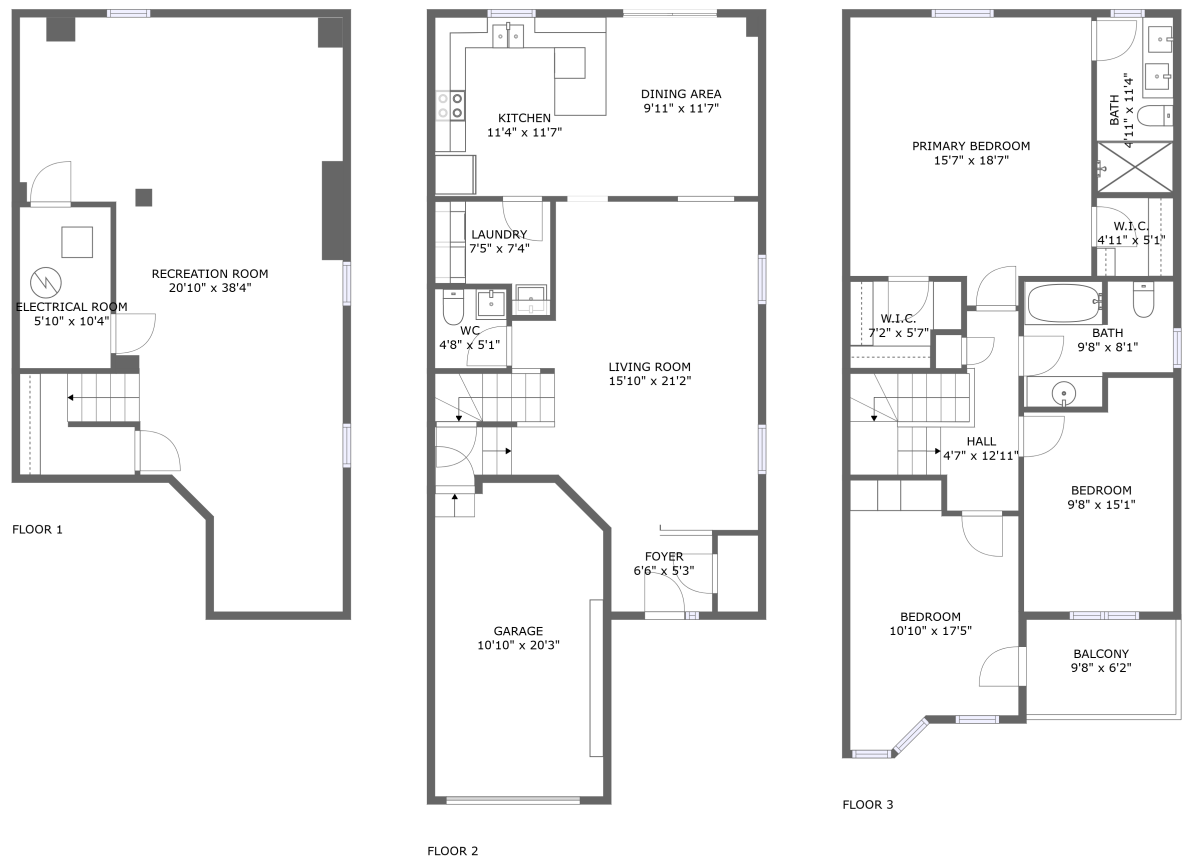 RECREATION ROOM
20'10" x 38'4"
ELECTRICAL ROOM
5'10" x 10'4"
FLOOR 1
KITCHEN
11'4" x 11'7"
DINING AREA
9'11" x 11'7"
LAUNDRY
7'5" x 7'4"
WC
4'8" x 5'1"
LIVING ROOM
15'10" x 21'2"
FOYER
6'6" x 5'3"
GARAGE
10'10" x 20'3"
FLOOR 2
PRIMARY BEDROOM
15'7" x 18'7"
BATH
4'11" x 11'4"
W.I.C.
4'11" x 5'1"
W.I.C.
7'2" x 5'7"
BATH
9'8" x 8'1"
HALL
4'7" x 12'11"
BEDROOM
9'8" x 15'1"
BEDROOM
10'10" x 17'5"
BALCONY
9'8" x 6'2"
FLOOR 3